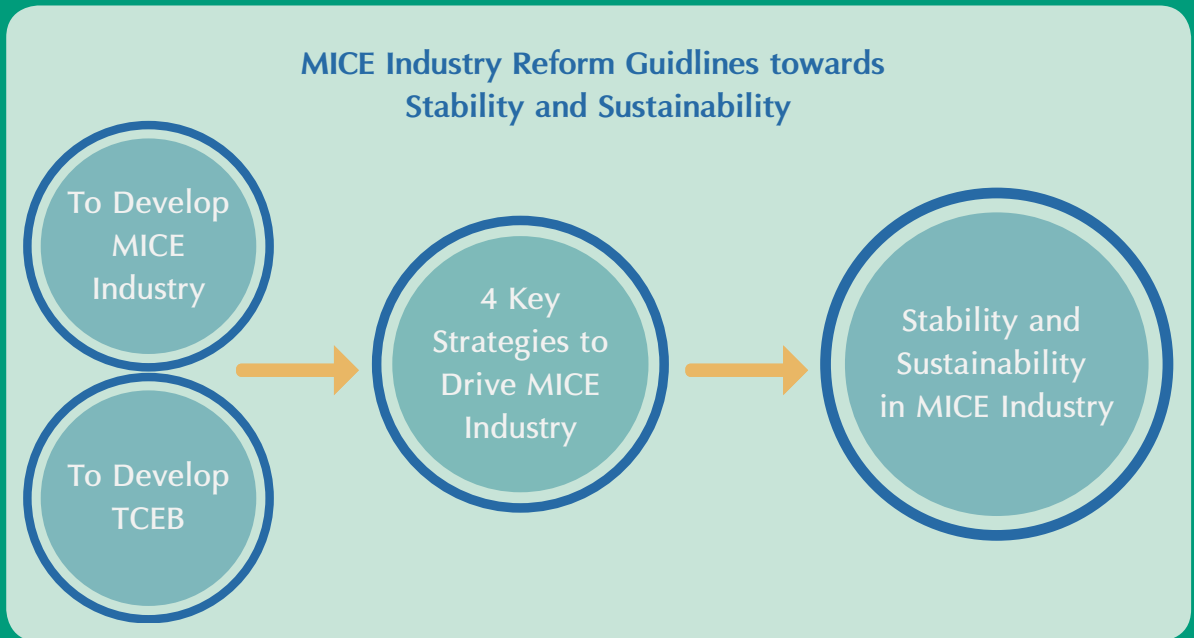 MICE Industry Reform Guidlines towards
Stability and Sustainability
To Develop
MICE
Industry
To Develop
TCEB
4 Key
Strategies to
Drive MICE
Industry
Stability and
Sustainability
in MICE Industry